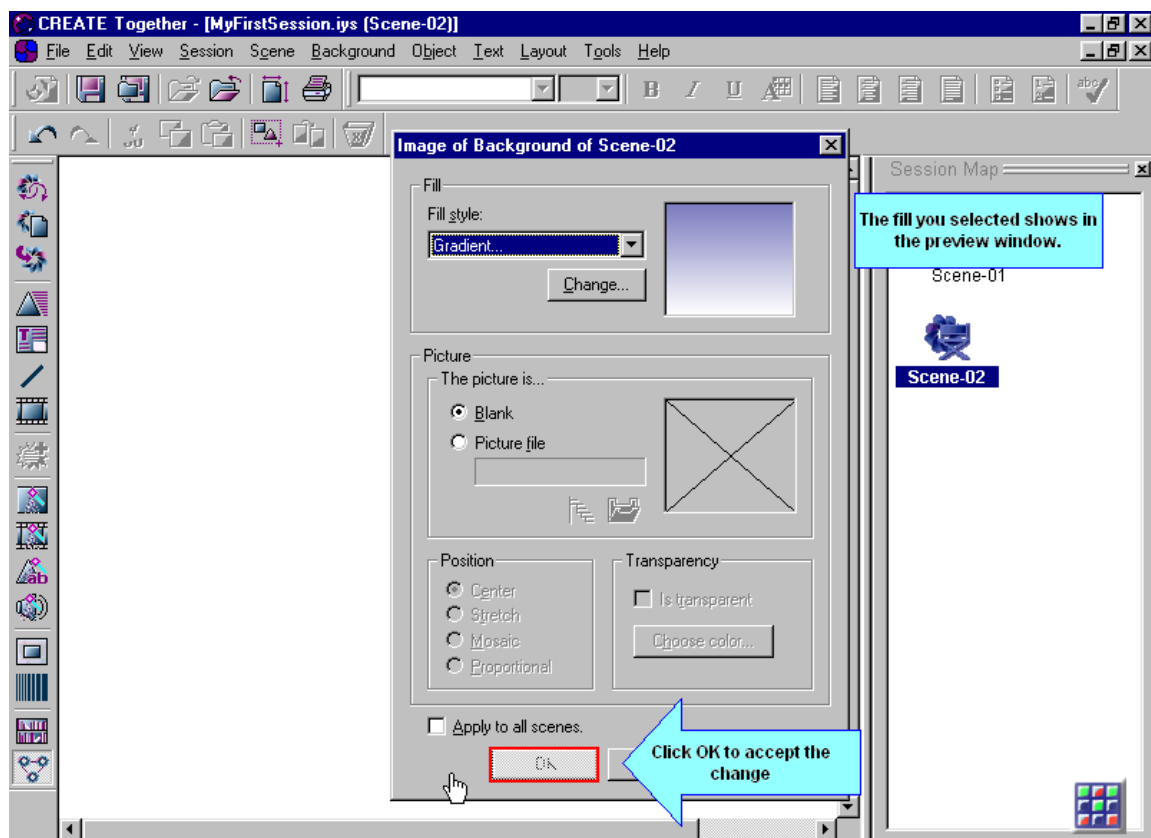 CREATE Together - [MyFirstSession.iys (Scene-02)]
File Edit View Session Scene Background Object Text Layout Tools Help
B I U
abc
Image of Background of Scene-02
Fill
Fill style:
Gradient...
Change...
Picture
The picture is...
Blank
Picture file
Position
Center
Stretch
Mosaic
Proportional
Transparency
Is transparent
Choose color...
Apply to all scenes.
OK
Click OK to accept the
change
Session Map
The fill you selected shows in
the preview window.
Scene-01
Scene-02
ab